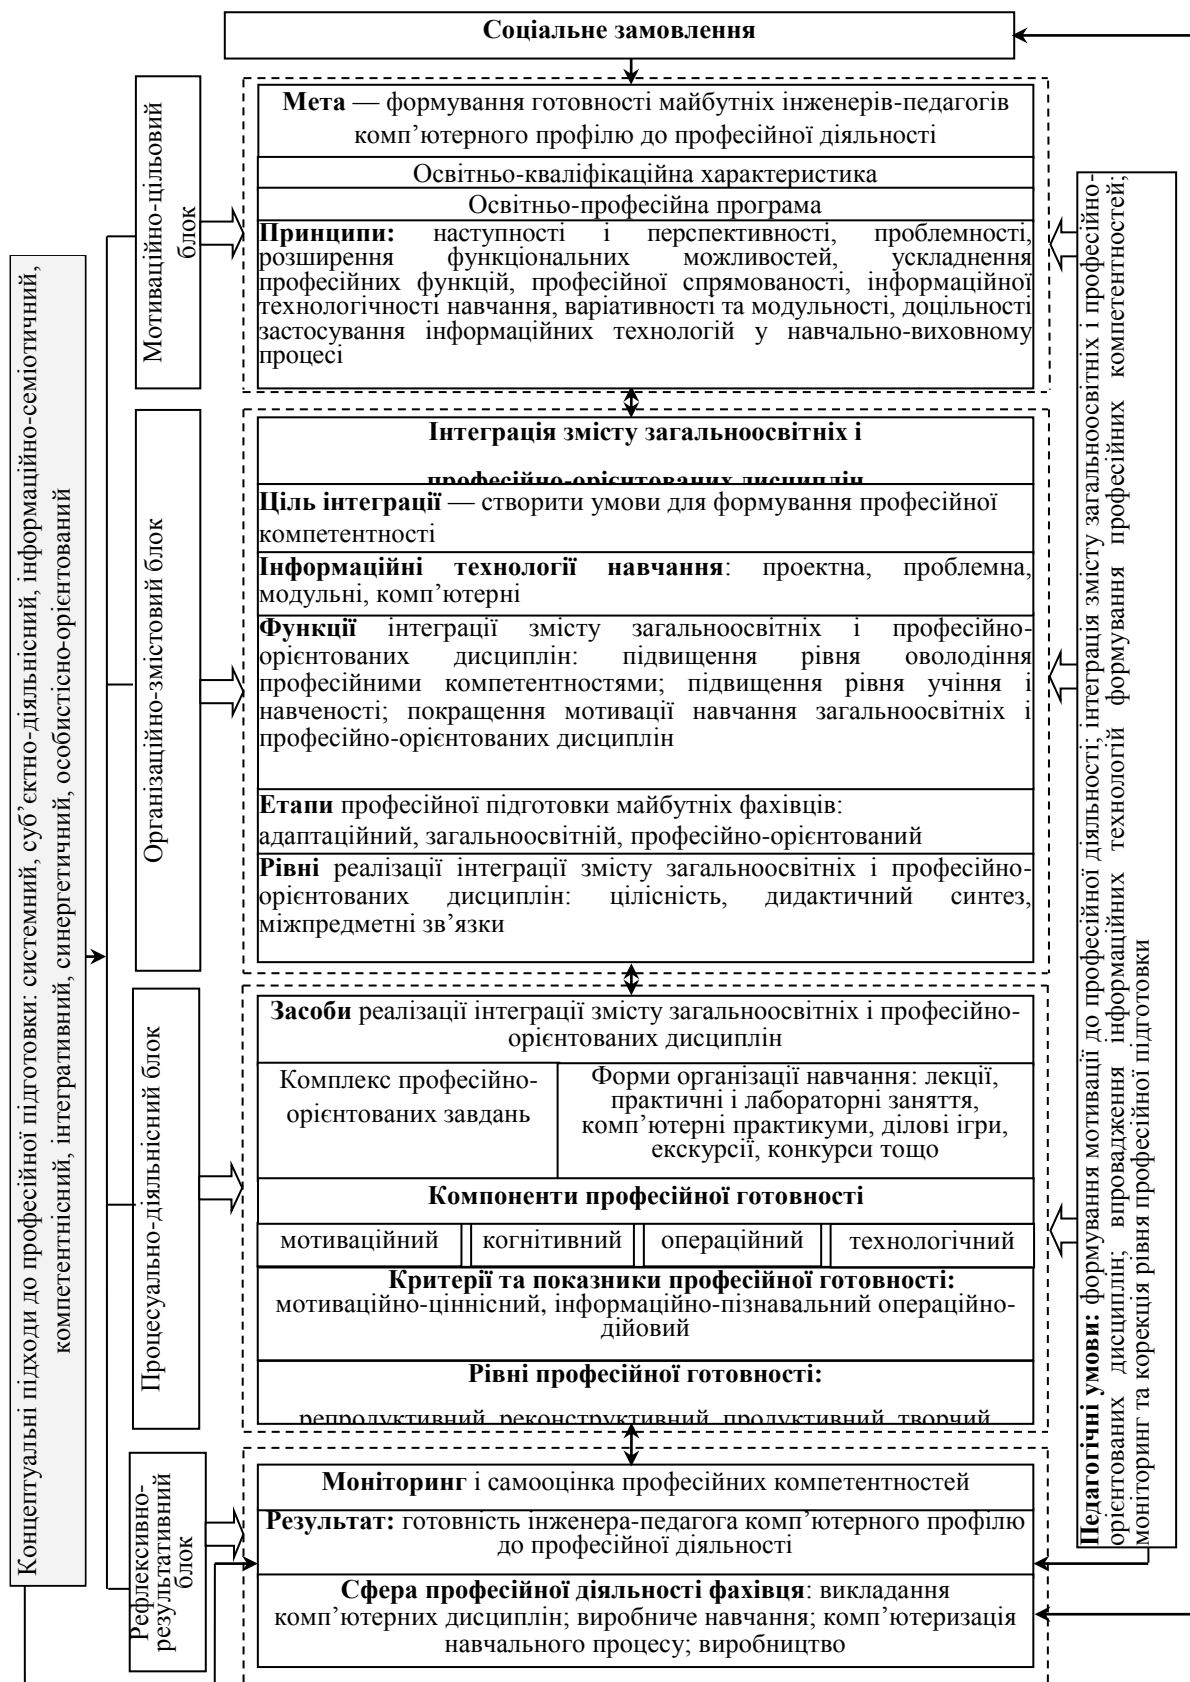 Соціальне замовлення
Концептуальні підходи до професійної підготовки: системний, суб’єктно-діяльнісний, інформаційно-семіотичний,
компетентнісний, інтегративний, синергетичний, особистісно-орієнтований
Мотиваційно-цільовий
блок
Мета — формування готовності майбутніх інженерів-педагогів
комп’ютерного профілю до професійної діяльності
Освітньо-кваліфікаційна характеристика
Освітньо-професійна програма
Принципи: наступності і перспективності, проблемності,
розширення функціональних можливостей, ускладнення
професійних функцій, професійної спрямованості, інформаційної
технологічності навчання, варіативності та модульності, доцільності
застосування інформаційних технологій у навчально-виховному
процесі
Організаційно-змістовий блок
Інтеграція змісту загальноосвітніх і
професійно-орієнтованих дисциплін
Ціль інтеграції — створити умови для формування професійної
компетентності
Інформаційні технології навчання: проектна, проблемна,
модульні, комп’ютерні
Функції інтеграції змісту загальноосвітніх і професійно-
орієнтованих дисциплін: підвищення рівня оволодіння
професійними компетентностями; підвищення рівня учіння і
навченості; покращення мотивації навчання загальноосвітніх і
професійно-орієнтованих дисциплін
Етапи професійної підготовки майбутніх фахівців:
адаптаційний, загальноосвітній, професійно-орієнтований
Рівні реалізації інтеграції змісту загальноосвітніх і професійно-
орієнтованих дисциплін: цілісність, дидактичний синтез,
міжпредметні зв’язки
Процесуально-діяльнісний блок
Засоби реалізації інтеграції змісту загальноосвітніх і професійно-
орієнтованих дисциплін
Комплекс професійно-
орієнтованих завдань
Форми організації навчання: лекції,
практичні і лабораторні заняття,
комп’ютерні практикуми, ділові ігри,
екскурсії, конкурси тощо
Компоненти професійної готовності
мотиваційний
когнітивний
операційний
технологічний
Критерії та показники професійної готовності:
мотиваційно-ціннісний, інформаційно-пізнавальний операційно-
дійовий
Рівні професійної готовності:
репродуктивний, реконструктивний, продуктивний, творчий
Рефлексивно-
результативний
блок
Моніторинг і самооцінка професійних компетентностей
Результат: готовність інженера-педагога комп’ютерного профілю
до професійної діяльності
Сфера професійної діяльності фахівця: викладання
комп’ютерних дисциплін; виробниче навчання; комп’ютеризація
навчального процесу; виробництво
Педагогічні умови: формування мотивації до професійної діяльності; інтеграція змісту загальноосвітніх і професійно-
орієнтованих дисциплін; впровадження інформаційних технологій формування професійних компетентностей;
моніторинг та корекція рівня професійної підготовки